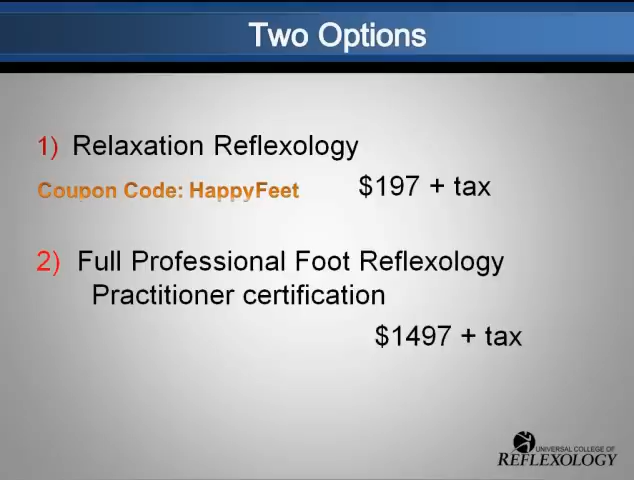 Two Options
1) Relaxation Reflexology
Coupon Code: HappyFeet
$197 + tax
2) Full Professional Foot Reflexology
Practitioner certification
$1497 + tax
UNIVERSAL COLLEGE OF
REFLEXOLOGY